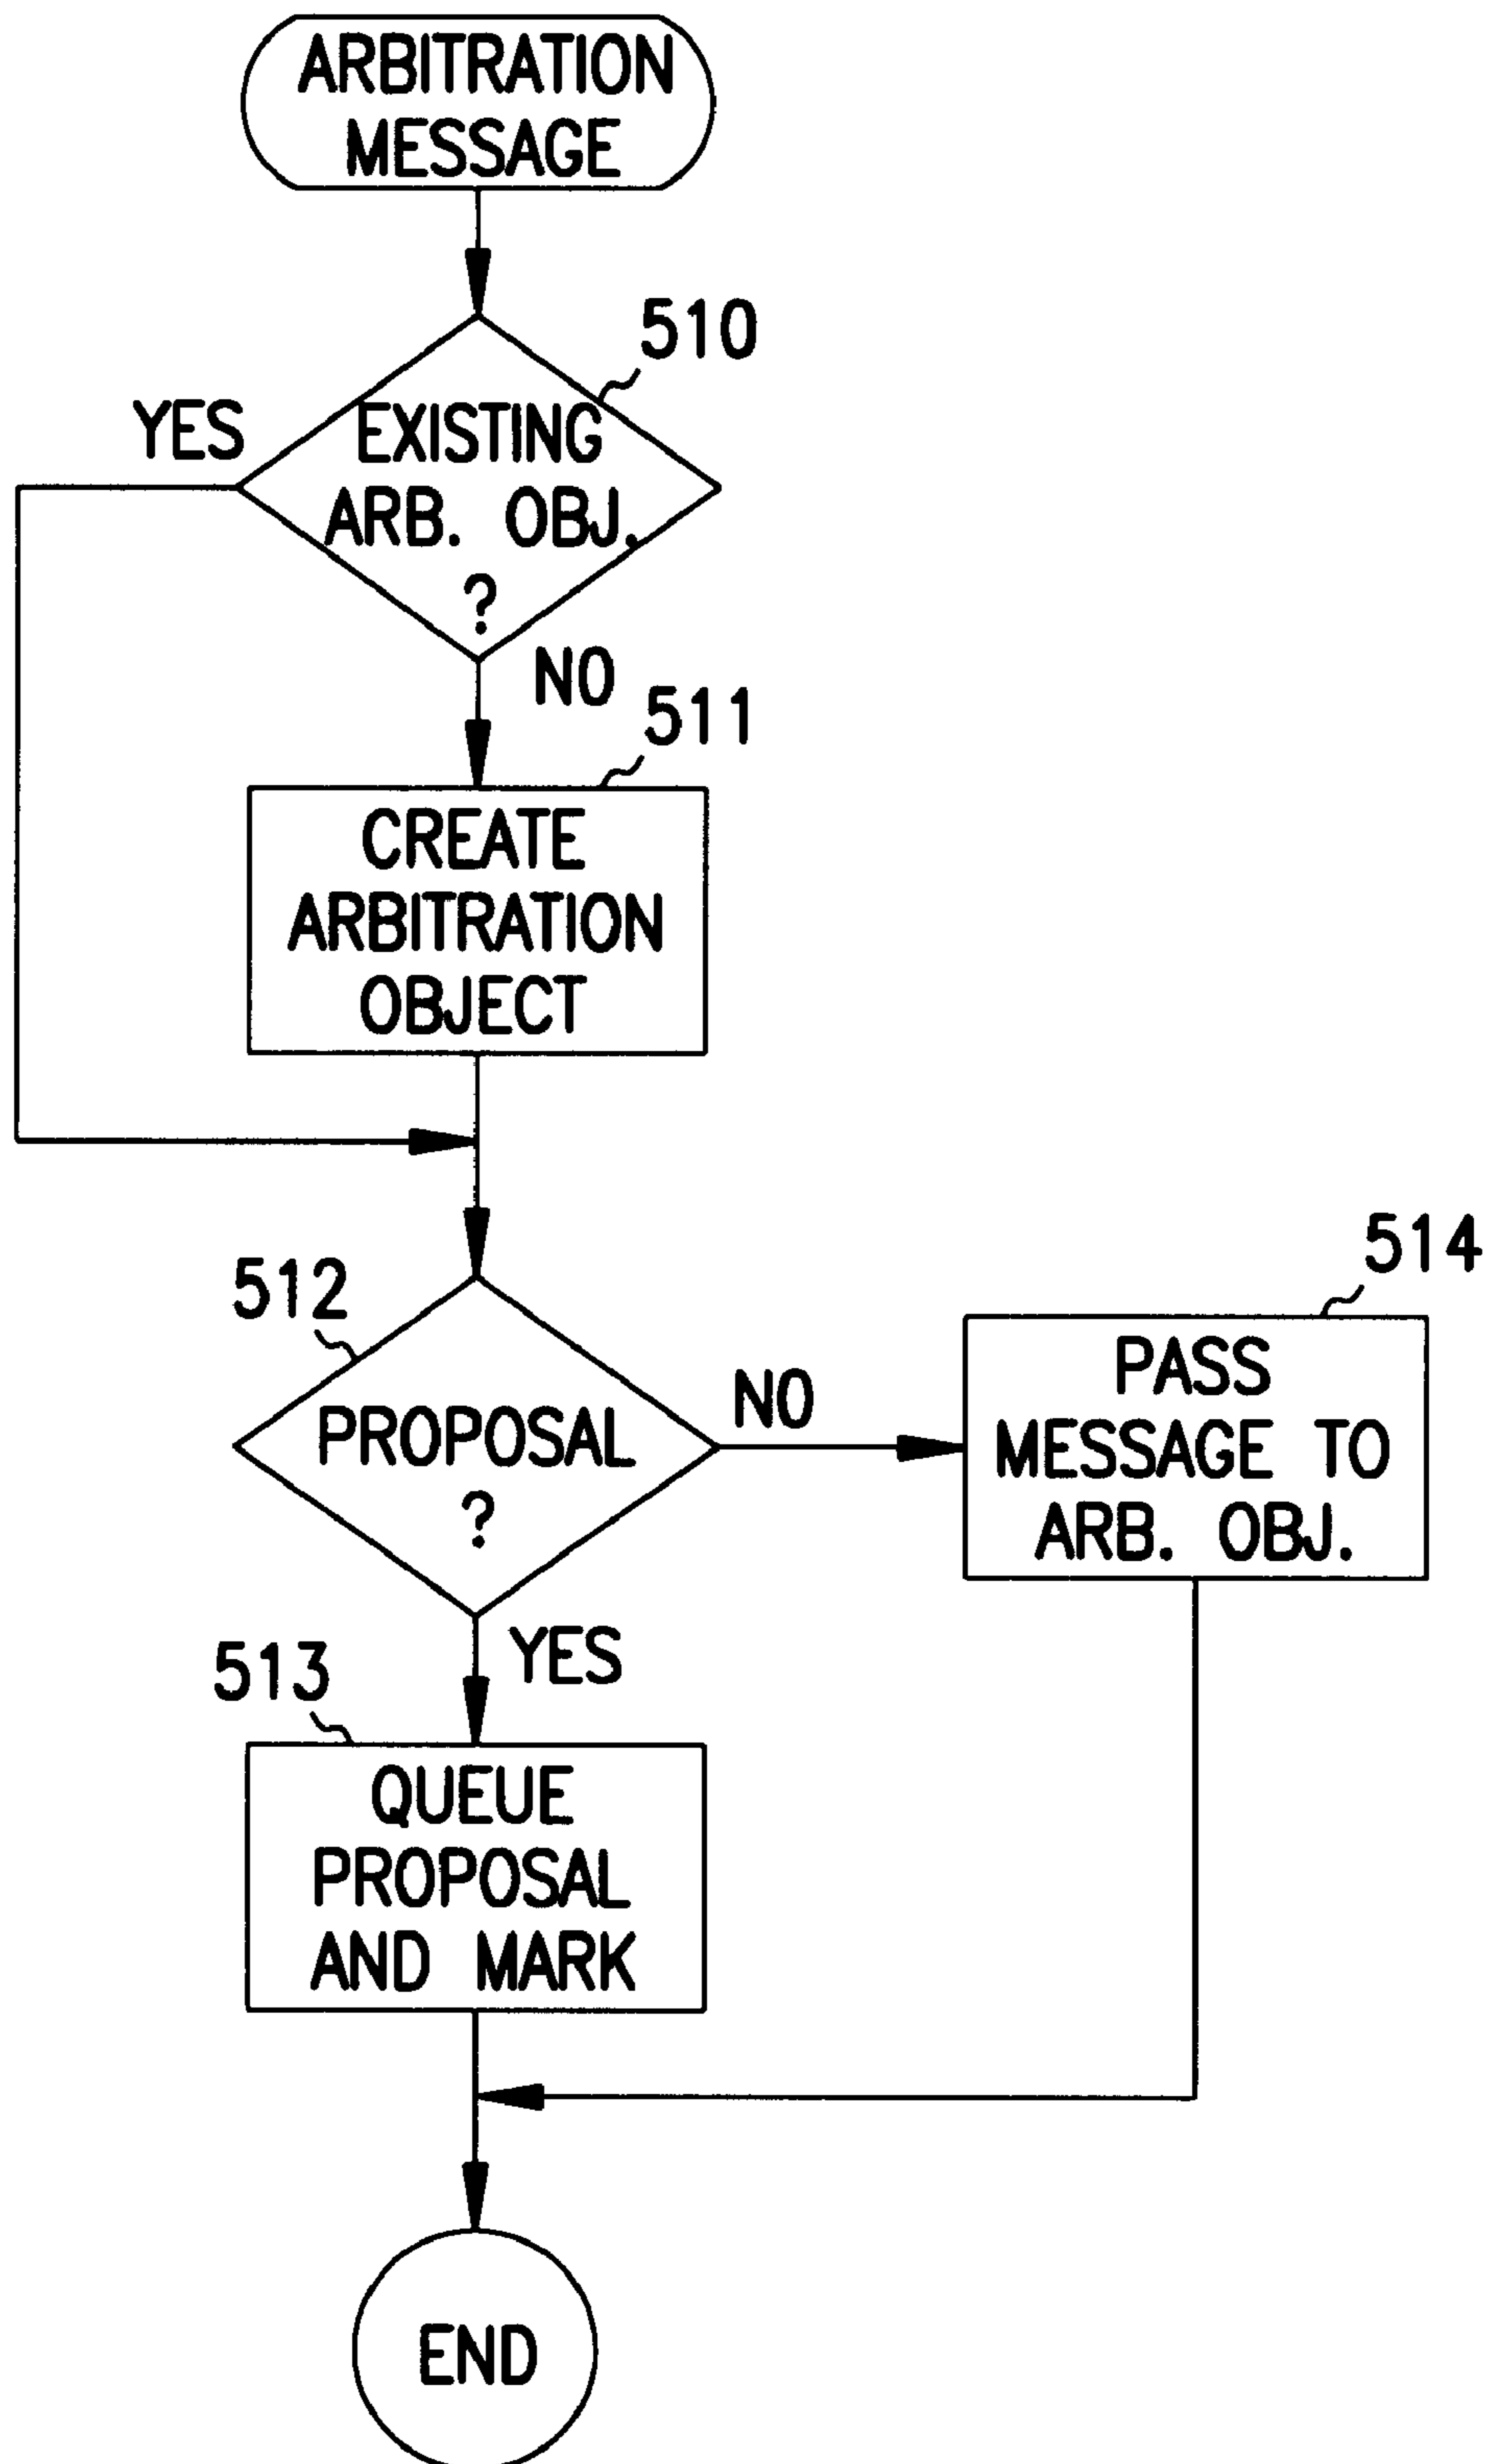 ARBITRATION
MESSAGE
510
YES
EXISTING
ARB. OBJ.
?
NO
511
CREATE
ARBITRATION
OBJECT
512
PROPOSAL
?
NO
514
PASS
MESSAGE TO
ARB. OBJ.
YES
513
QUEUE
PROPOSAL
AND MARK
END